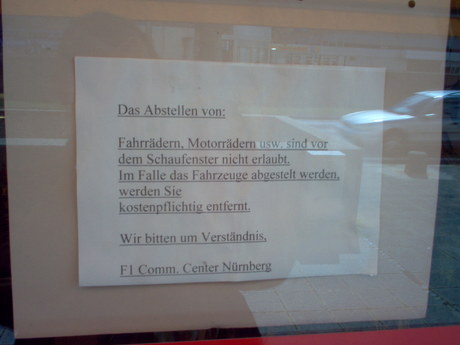 Das Abstellen von:
Fahrrädern, Motorrädern usw. sind vor
dem Schaufenster nicht erlaubt.
Im Falle das Fahrzeuge abgestelt werden,
werden Sie
kostenpflichtig entfernt.
Wir bitten um Verständnis,
F1 Comm. Center Nürnberg